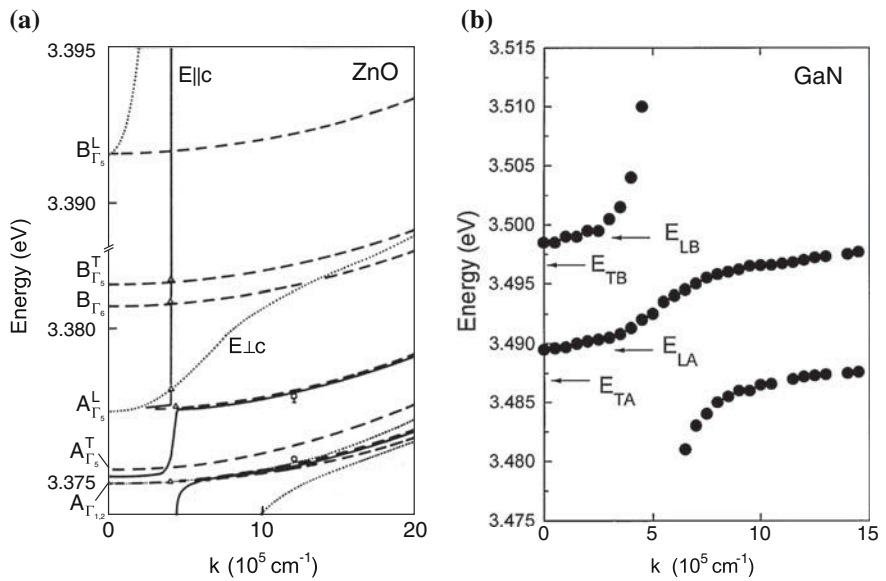 (a)
ZnO
E||c
E⊥c
3.395
B^L_Γ5
3.390
B^T_Γ5
B_Γ6
3.380
A^L_Γ5
A^T_Γ5
3.375
A_Γ1,2
Energy (eV)
0 10 20
k (10^5 cm^-1)
(b)
GaN
3.515
3.510
3.505
3.500
3.495
3.490
3.485
3.480
3.475
Energy (eV)
E_LB
E_TB
E_LA
E_TA
0 5 10 15
k (10^5 cm^-1)